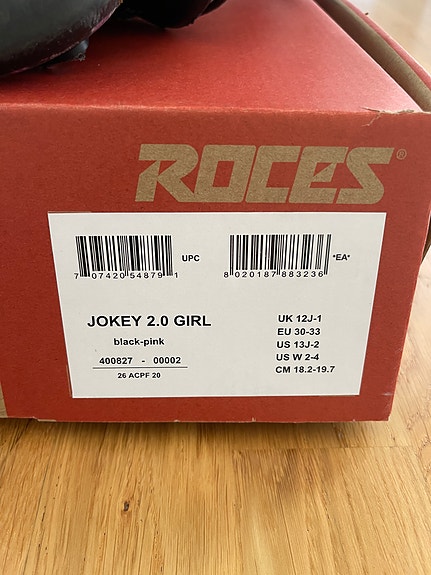 ROCES®
7 07420 54879 1 UPC
8 020187 883236 *EA*
JOKEY 2.0 GIRL
black-pink
400827 - 00002
26 ACPF 20
UK 12J-1
EU 30-33
US 13J-2
US W 2-4
CM 18.2-19.7